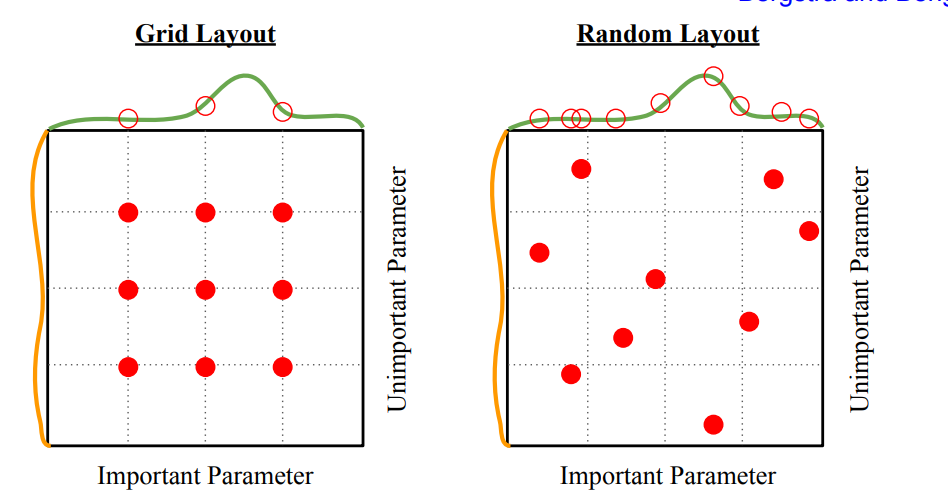 Grid Layout
Random Layout
Unimportant Parameter
Unimportant Parameter
Important Parameter
Important Parameter